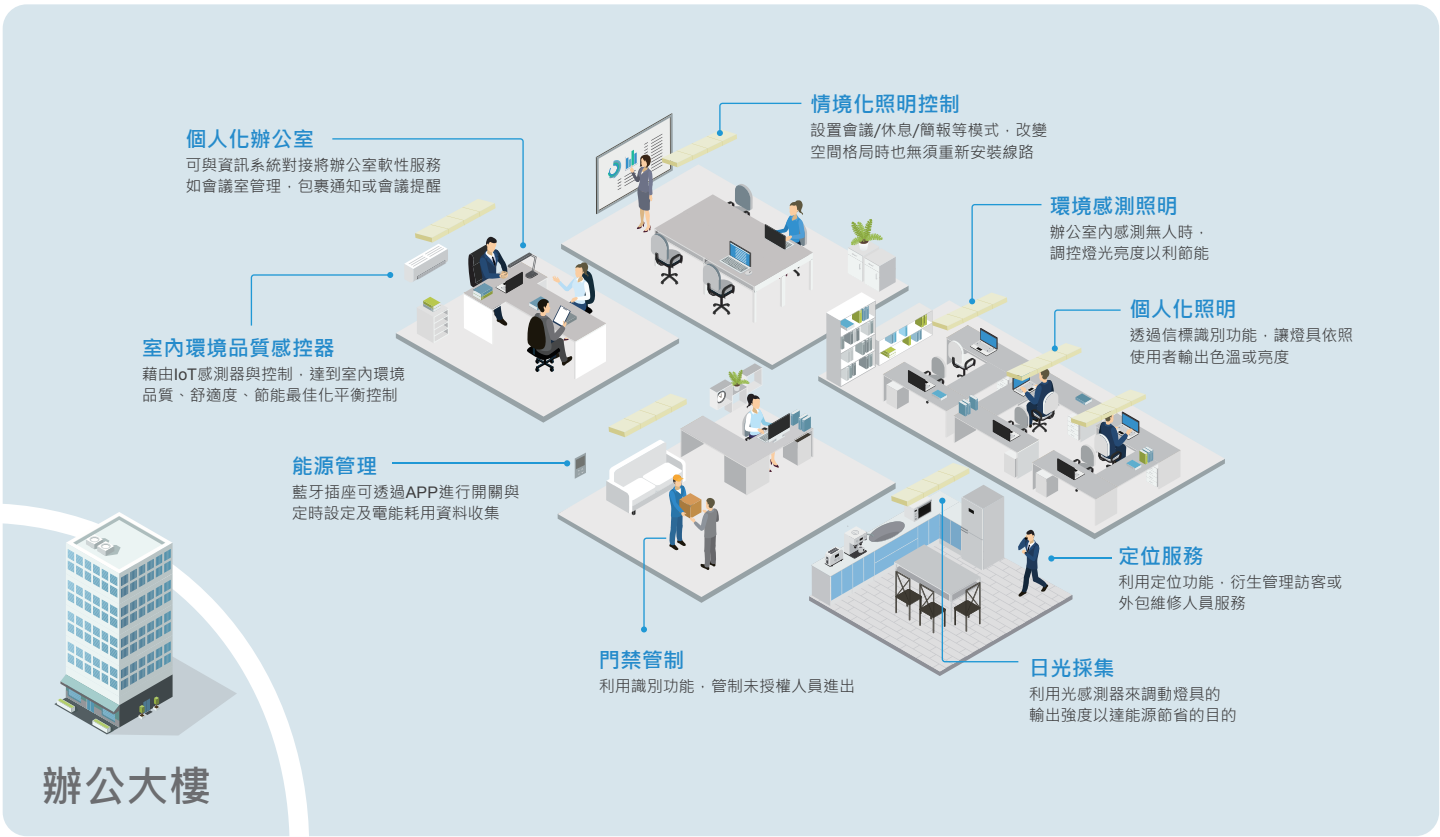 情境化照明控制
設置會議/休息/簡報等模式，改變
空間格局時也無須重新安裝線路
個人化辦公室
可與資訊系統對接將辦公室軟性服務
如會議室管理，包裹通知或會議提醒
環境感測照明
辦公室內感測無人時，
調控燈光亮度以利節能
個人化照明
透過信標識別功能，讓燈具依照
使用者輸出色溫或亮度
室內環境品質感控器
藉由IoT感測器與控制，達到室內環境
品質、舒適度、節能最佳化平衡控制
能源管理
藍牙插座可透過APP進行開關與
定時設定及電能耗用資料收集
定位服務
利用定位功能，衍生管理訪客或
外包維修人員服務
門禁管制
利用識別功能，管制未授權人員進出
日光採集
利用光感測器來調動燈具的
輸出強度以達能源節省的目的
辦公大樓